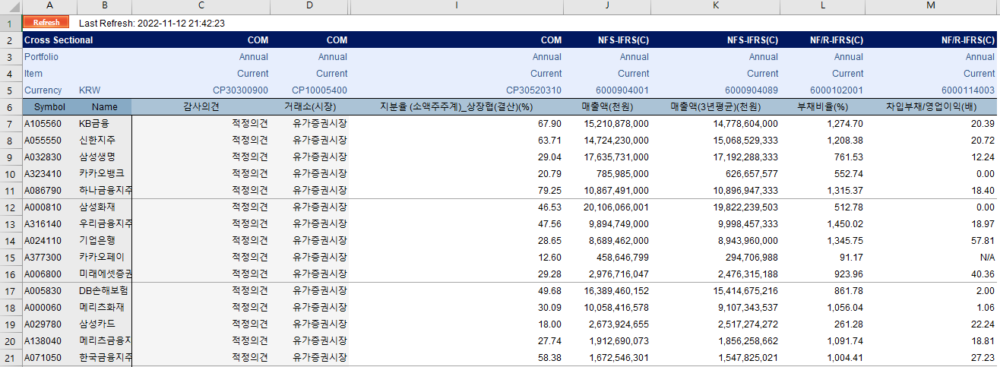 A B C D I J K L M
1 Refresh Last Refresh: 2022-11-12 21:42:23
2 Cross Sectional COM COM COM NFS-IFRS(C) NFS-IFRS(C) NF/R-IFRS(C) NF/R-IFRS(C)
3 Portfolio Annual Annual Annual Annual Annual Annual Annual
4 Item Current Current Current Current Current Current Current
5 Currency KRW CP30300900 CP10005400 CP30520310 6000904001 6000904089 6000102001 6000114003
6 Symbol Name 감사의견 거래소(시장) 지분율 (소액주주계)_상장협(결산)(%) 매출액(천원) 매출액(3년평균)(천원) 부채비율(%) 차입부채/영업이익(배)
7 A105560 KB금융 적정의견 유가증권시장 67.90 15,210,878,000 14,778,604,000 1,274.70 20.39
8 A055550 신한지주 적정의견 유가증권시장 63.71 14,724,230,000 15,068,529,333 1,208.38 20.72
9 A032830 삼성생명 적정의견 유가증권시장 29.04 17,635,731,000 17,192,288,333 761.53 12.24
10 A323410 카카오뱅크 적정의견 유가증권시장 20.79 785,985,000 626,657,577 552.74 0.00
11 A086790 하나금융지주 적정의견 유가증권시장 79.25 10,867,491,000 10,896,947,333 1,315.37 18.40
12 A000810 삼성화재 적정의견 유가증권시장 46.53 20,106,066,001 19,822,239,503 512.78 0.00
13 A316140 우리금융지주 적정의견 유가증권시장 47.56 9,894,749,000 9,998,457,333 1,450.02 18.97
14 A024110 기업은행 적정의견 유가증권시장 28.65 8,689,462,000 8,943,960,000 1,345.75 57.81
15 A377300 카카오페이 적정의견 유가증권시장 12.60 458,646,799 294,706,988 91.17 N/A
16 A006800 미래에셋증권 적정의견 유가증권시장 29.28 2,976,716,047 2,476,315,188 923.96 40.36
17 A005830 DB손해보험 적정의견 유가증권시장 49.68 16,389,460,152 15,414,675,216 861.78 2.00
18 A000060 메리츠화재 적정의견 유가증권시장 30.09 10,058,416,578 9,107,343,537 1,056.04 1.06
19 A029780 삼성카드 적정의견 유가증권시장 18.00 2,673,924,655 2,517,274,272 261.28 22.24
20 A138040 메리츠금융지 적정의견 유가증권시장 27.74 1,912,690,073 1,856,258,662 1,091.74 18.81
21 A071050 한국금융지주 적정의견 유가증권시장 58.38 1,672,546,301 1,547,825,021 1,004.41 27.23